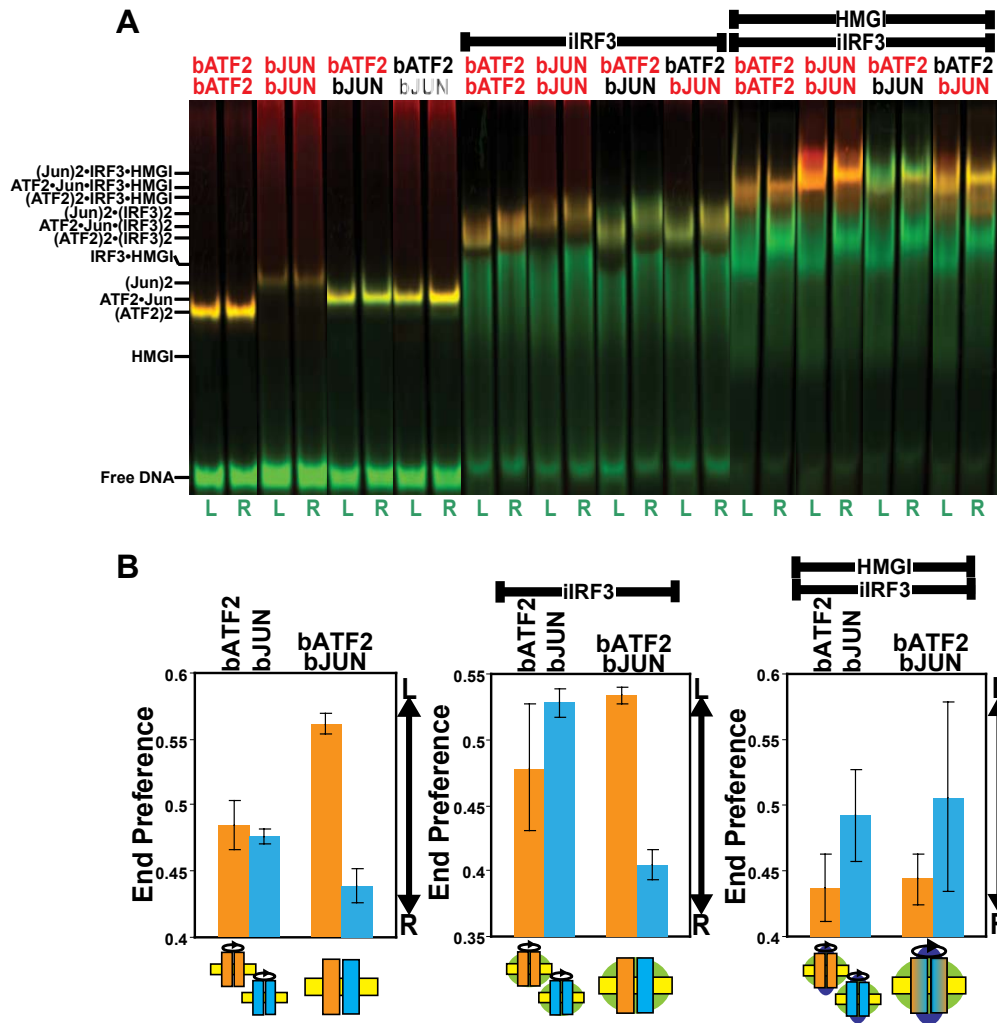 A
HMGI
iIRF3 iIRF3
bATF2 bJUN bATF2 bATF2 bATF2 bJUN bATF2 bATF2 bATF2 bJUN bATF2 bATF2
bATF2 bJUN bJUN bJUN bATF2 bJUN bJUN bJUN bATF2 bJUN bJUN bJUN
(Jun)2•IRF3•HMGI
ATF2•Jun•IRF3•HMGI
(ATF2)2•IRF3•HMGI
(Jun)2•(IRF3)2
ATF2•Jun•(IRF3)2
(ATF2)2•(IRF3)2
IRF3•HMGI
(Jun)2
ATF2•Jun
(ATF2)2
HMGI
Free DNA
L R L R L R L R L R L R L R L R L R L R L R L R
B
bATF2
bJUN
bATF2
bJUN
0.6
0.55
0.5
0.45
0.4
End Preference
L
R
iIRF3
bATF2
bJUN
bATF2
bJUN
0.55
0.45
0.35
End Preference
L
R
HMGI
iIRF3
bATF2
bJUN
bATF2
bJUN
0.6
0.55
0.5
0.45
0.4
End Preference